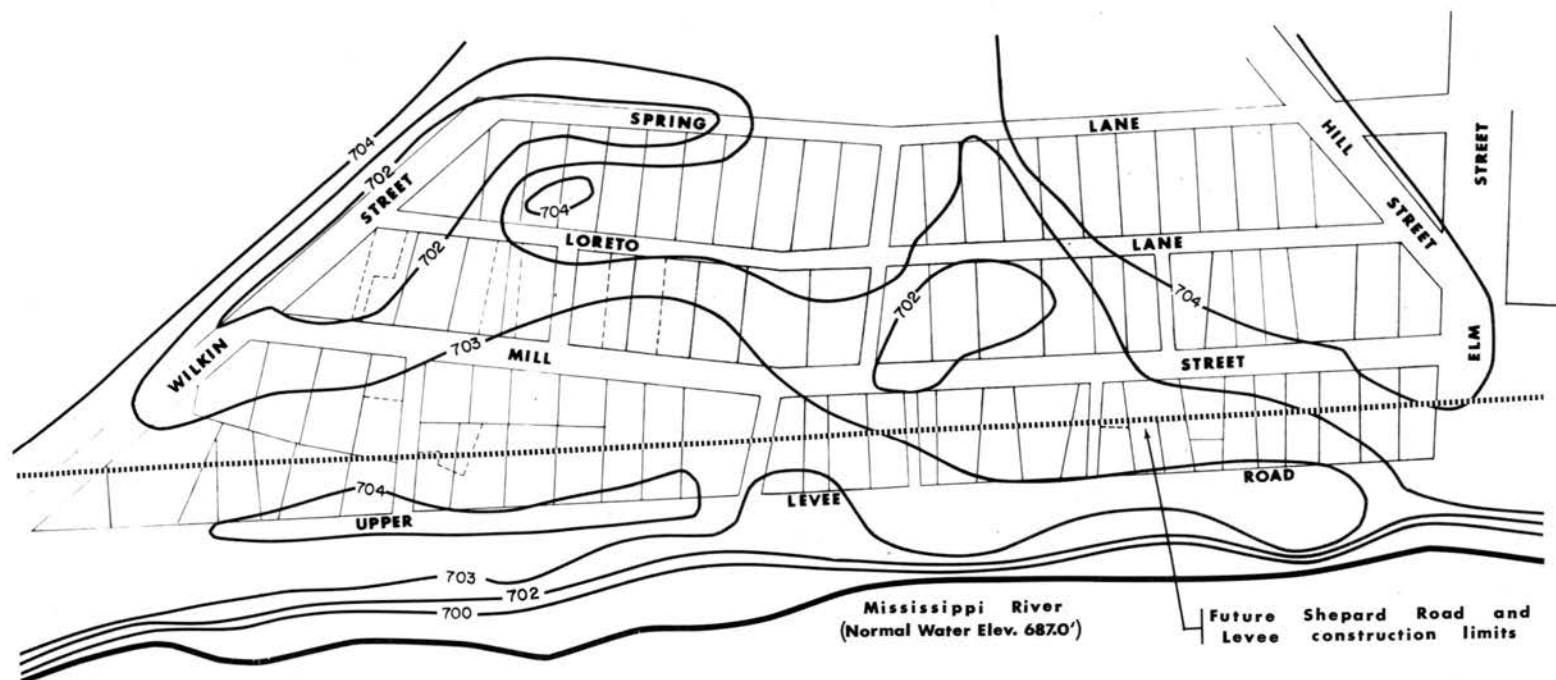 704
702
SPRING
LANE
HILL
STREET
STREET
704
LORETO
LANE
STREET
702
702
704
WILKIN
703
MILL
STREET
ELM
704
UPPER
LEVEE
ROAD
703
702
700
Mississippi River
(Normal Water Elev. 687.0')
Future Shepard Road and
Levee construction limits